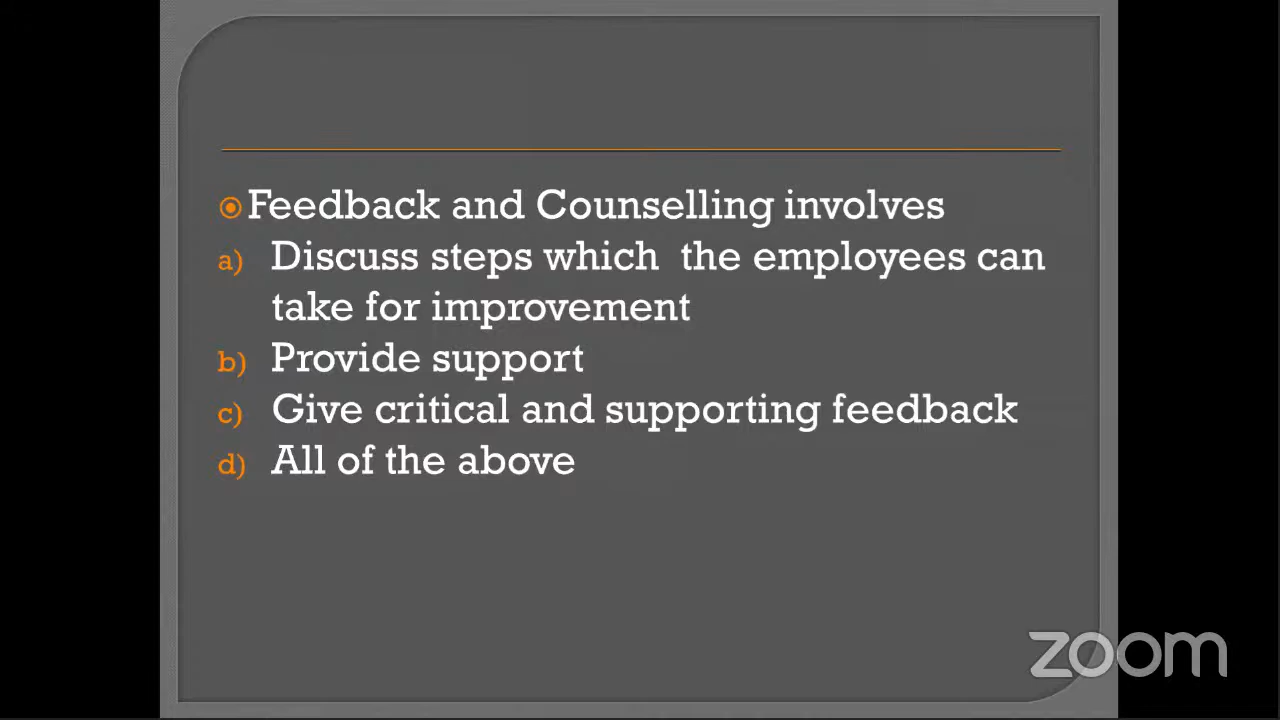 Feedback and Counselling involves
a) Discuss steps which the employees can
take for improvement
b) Provide support
c) Give critical and supporting feedback
d) All of the above
zoom